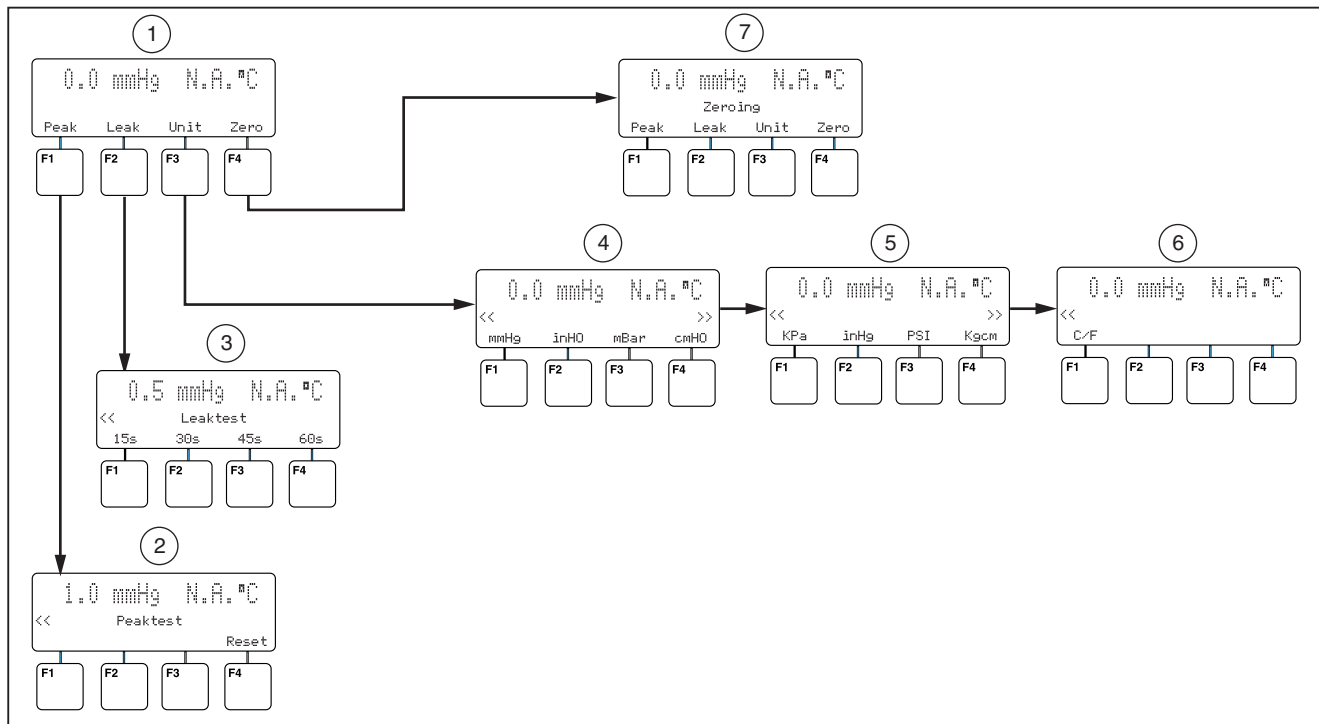 1
0.0 mmHg N.A.°C
Peak Leak Unit Zero
F1 F2 F3 F4
7
0.0 mmHg N.A.°C
Zeroing
Peak Leak Unit Zero
F1 F2 F3 F4
4
0.0 mmHg N.A.°C
<< >>
mmHg inHO mBar cmHO
F1 F2 F3 F4
5
0.0 mmHg N.A.°C
<< >>
KPa inHg PSI Kgcm
F1 F2 F3 F4
6
0.0 mmHg N.A.°C
<<
C/F
F1 F2 F3 F4
3
0.5 mmHg N.A.°C
<< Leaktest
15s 30s 45s 60s
F1 F2 F3 F4
2
1.0 mmHg N.A.°C
<< Peaktest
Reset
F1 F2 F3 F4